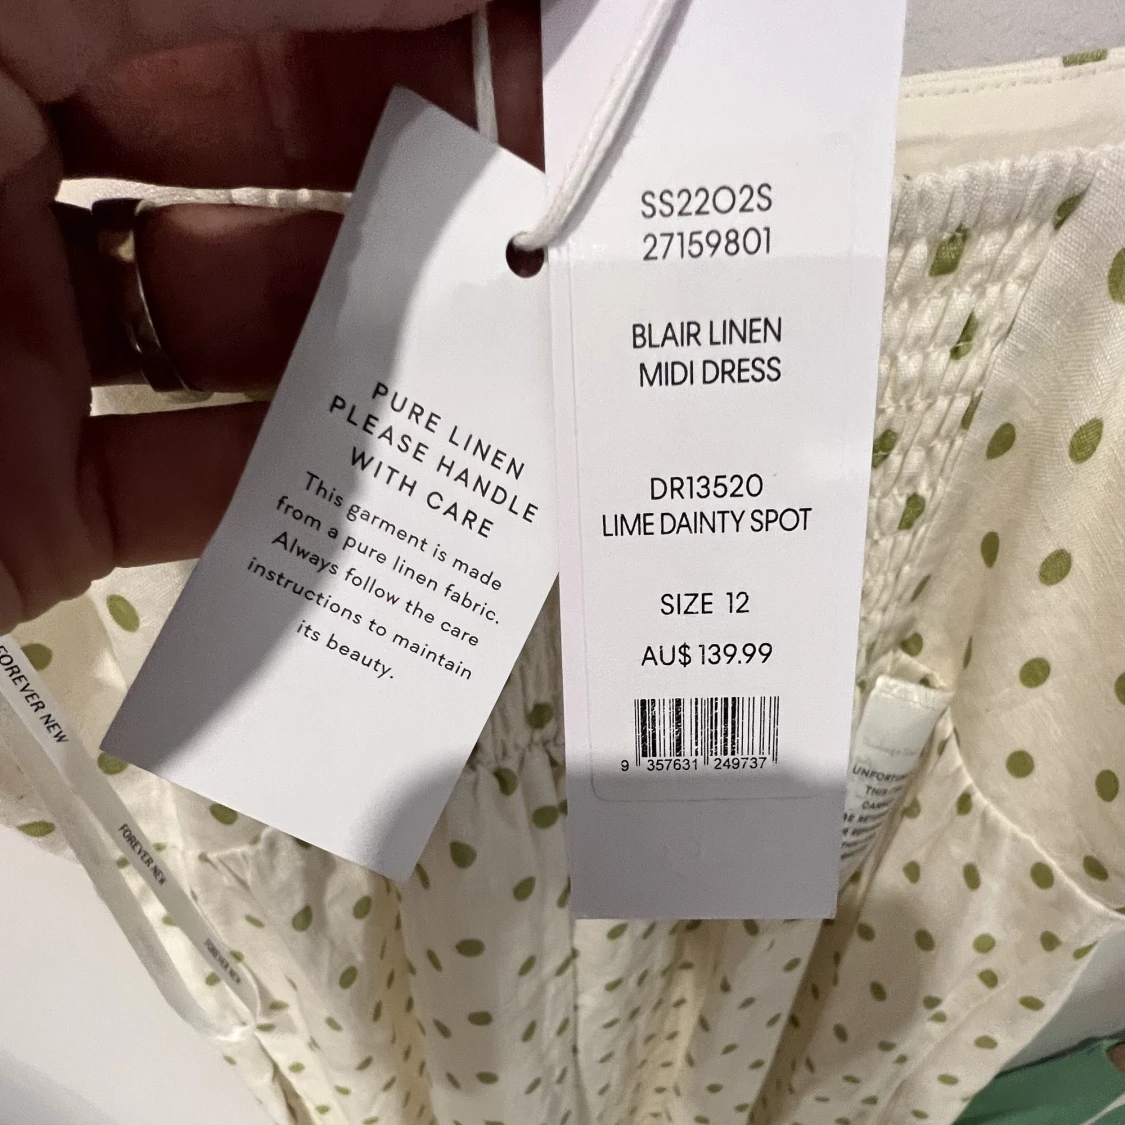 SS22O2S
27159801
BLAIR LINEN
MIDI DRESS
DR13520
LIME DAINTY SPOT
SIZE 12
AU$ 139.99
9 357631 249737
PURE LINEN
PLEASE HANDLE
WITH CARE
This garment is made
from a pure linen fabric.
Always follow the care
instructions to maintain
its beauty.
FOREVER NEW
FOREVER NEW
FOREVER NEW